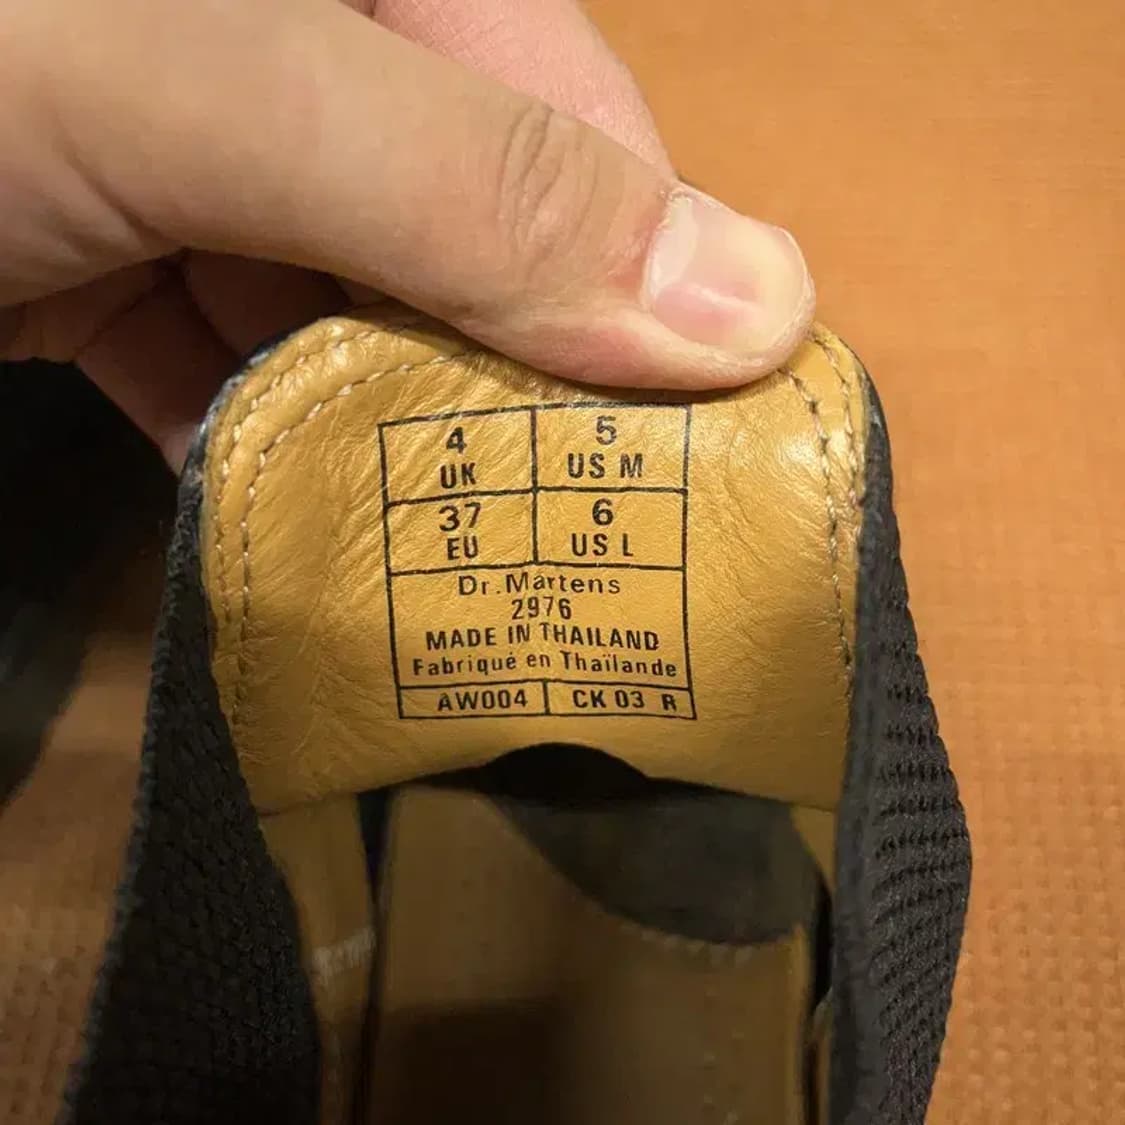 4 5
UK US M
37 6
EU US L
Dr.Martens
2976
MADE IN THAILAND
Fabriqué en Thaïlande
AW004 CK 03 R